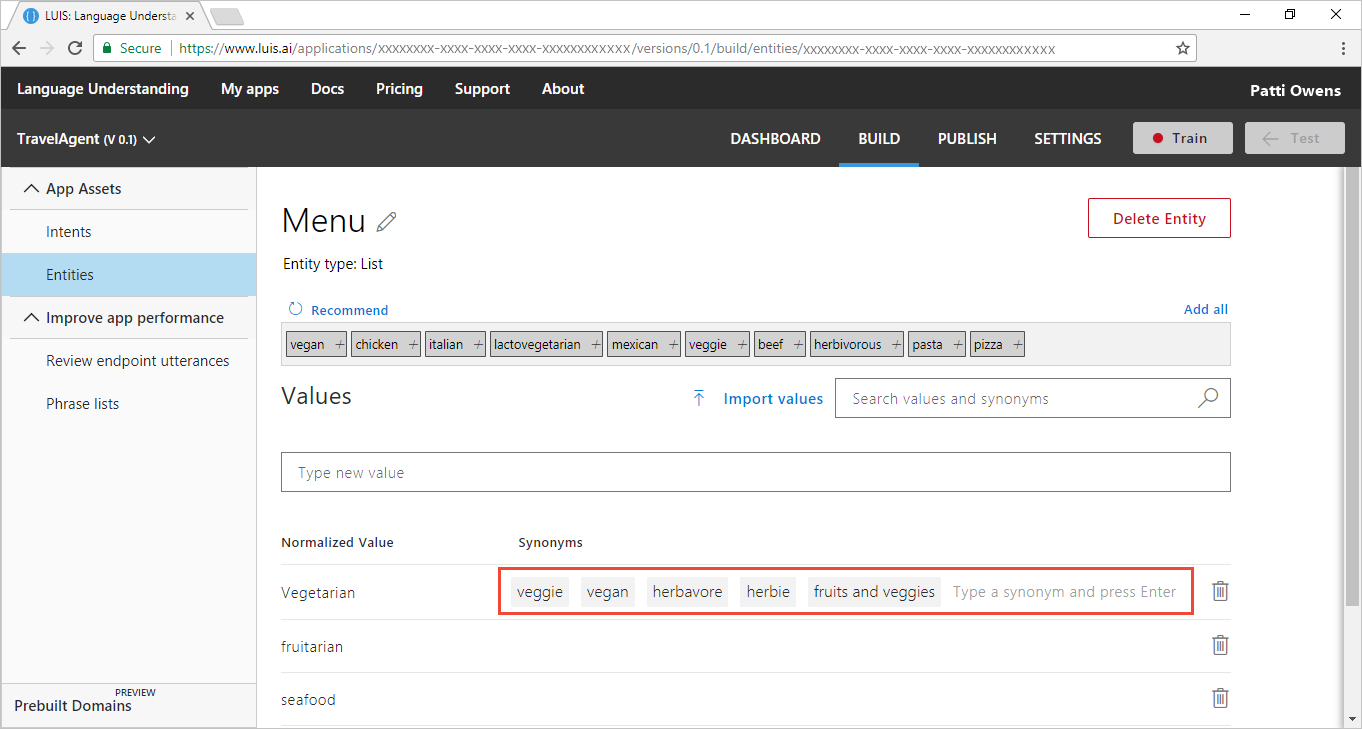 LUIS: Language Understa
Secure https://www.luis.ai/applications/xxxxxxxx-xxxx-xxxx-xxxx-xxxxxxxxxxxx/versions/0.1/build/entities/xxxxxxxx-xxxx-xxxx-xxxx-xxxxxxxxxxxx
Language Understanding My apps Docs Pricing Support About Patti Owens
TravelAgent (V 0.1) DASHBOARD BUILD PUBLISH SETTINGS Train Test
App Assets
Intents
Entities
Improve app performance
Review endpoint utterances
Phrase lists
PREVIEW
Prebuilt Domains
Menu Delete Entity
Entity type: List
Recommend Add all
vegan + chicken + italian + lactovegetarian + mexican + veggie + beef + herbivorous + pasta + pizza +
Values Import values Search values and synonyms
Type new value
Normalized Value Synonyms
Vegetarian veggie vegan herbavore herbie fruits and veggies Type a synonym and press Enter
fruitarian
seafood